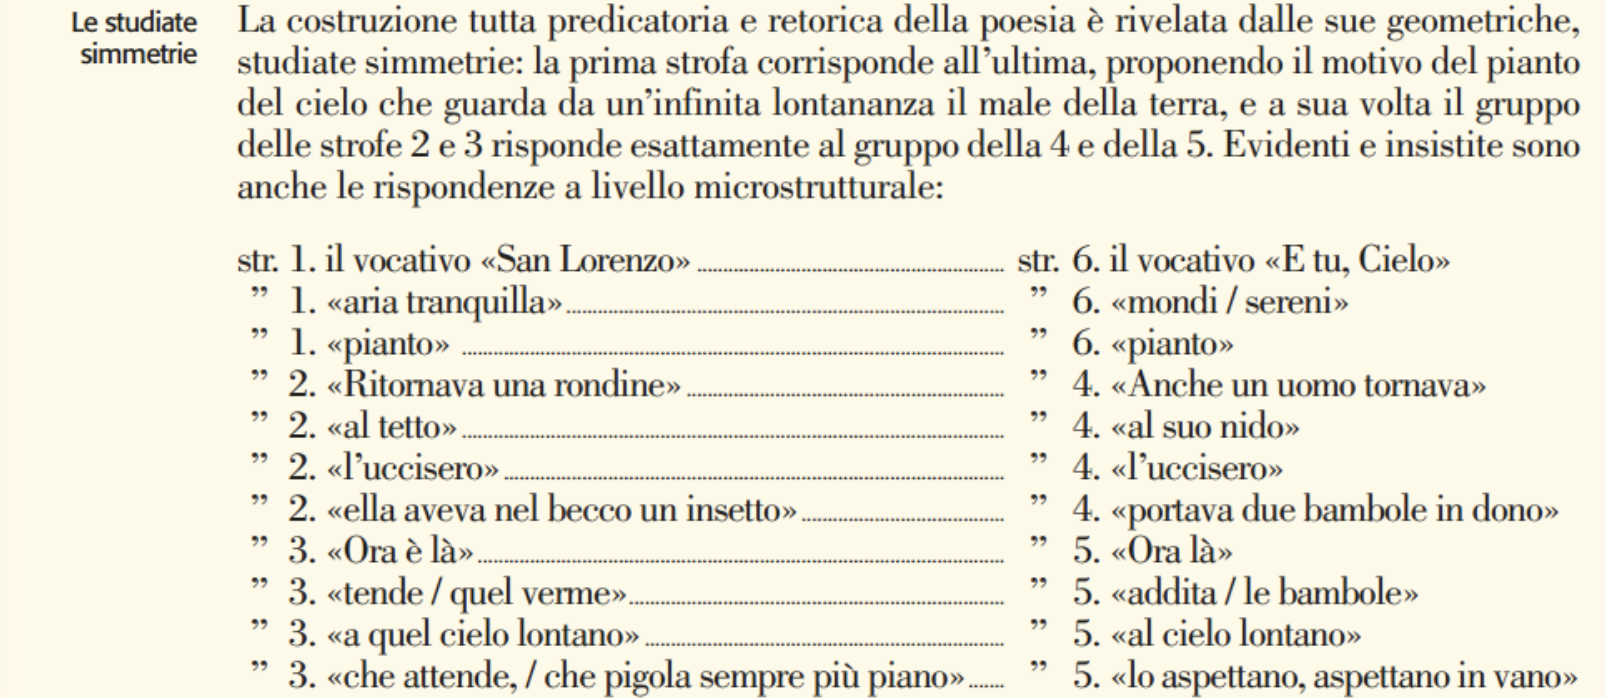 Le studiate
simmetrie
La costruzione tutta predicatoria e retorica della poesia è rivelata dalle sue geometriche,
studiate simmetrie: la prima strofa corrisponde all’ultima, proponendo il motivo del pianto
del cielo che guarda da un’infinita lontananza il male della terra, e a sua volta il gruppo
delle strofe 2 e 3 risponde esattamente al gruppo della 4 e della 5. Evidenti e insistite sono
anche le rispondenze a livello microstrutturale:
str. 1. il vocativo «San Lorenzo» ........ str. 6. il vocativo «E tu, Cielo»
” 1. «aria tranquilla» ........ ” 6. «mondi / sereni»
” 1. «pianto» ........ ” 6. «pianto»
” 2. «Ritornava una rondine» ........ ” 4. «Anche un uomo tornava»
” 2. «al tetto» ........ ” 4. «al suo nido»
” 2. «l’uccisero» ........ ” 4. «l’uccisero»
” 2. «ella aveva nel becco un insetto» ........ ” 4. «portava due bambole in dono»
” 3. «Ora è là» ........ ” 5. «Ora là»
” 3. «tende / quel verme» ........ ” 5. «addita / le bambole»
” 3. «a quel cielo lontano» ........ ” 5. «al cielo lontano»
” 3. «che attende, / che pigola sempre più piano» ........ ” 5. «lo aspettano, aspettano in vano»